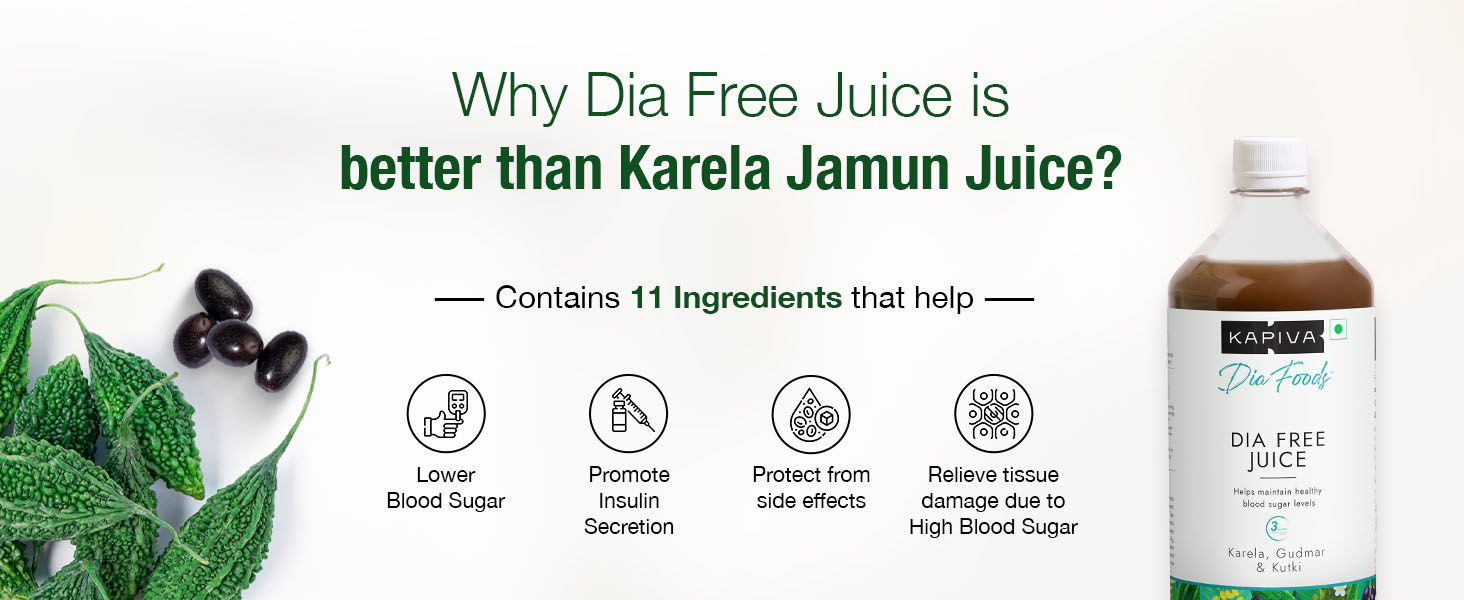 Why Dia Free Juice is
better than Karela Jamun Juice?
Contains 11 Ingredients that help
Lower
Blood Sugar
Promote
Insulin
Secretion
Protect from
side effects
Relieve tissue
damage due to
High Blood Sugar
KAPIVA
Dia Foods
DIA FREE
JUICE
Helps maintain healthy
blood sugar levels
3
Karela, Gudmar
& Kutki